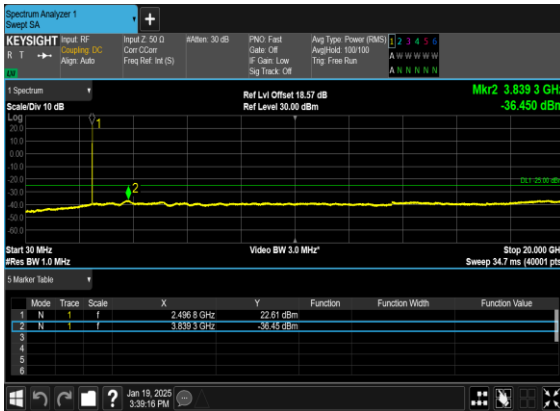 Spectrum Analyzer 1
Swept SA
+
KEYSIGHT
R T
LNI
Input: RF
Coupling: DC
Align: Auto
Input Z: 50 Ω
Corr CCorr
Freq Ref: Int (S)
#Atten: 30 dB
PNO: Fast
Gate: Off
IF Gain: Low
Sig Track: Off
Avg Type: Power (RMS)
Avg|Hold: 100/100
Trig: Free Run
1 2 3 4 5 6
A W W W W W
A N N N N N
1 Spectrum
Scale/Div 10 dB
Ref Lvl Offset 18.57 dB
Ref Level 30.00 dBm
Mkr2 3.839 3 GHz
-36.450 dBm
Log
20.0
10.0
0.00
-10.0
-20.0
-30.0
-40.0
-50.0
-60.0
1
2
DL1 -25.00 dBm
Start 30 MHz
#Res BW 1.0 MHz
Video BW 3.0 MHz*
Stop 20.000 GHz
Sweep 34.7 ms (40001 pts)
5 Marker Table
Mode Trace Scale X Y Function Function Width Function Value
1 N 1 f 2.496 8 GHz 22.61 dBm
2 N 1 f 3.839 3 GHz -36.45 dBm
3
4
5
6
?
Jan 19, 2025
3:39:16 PM